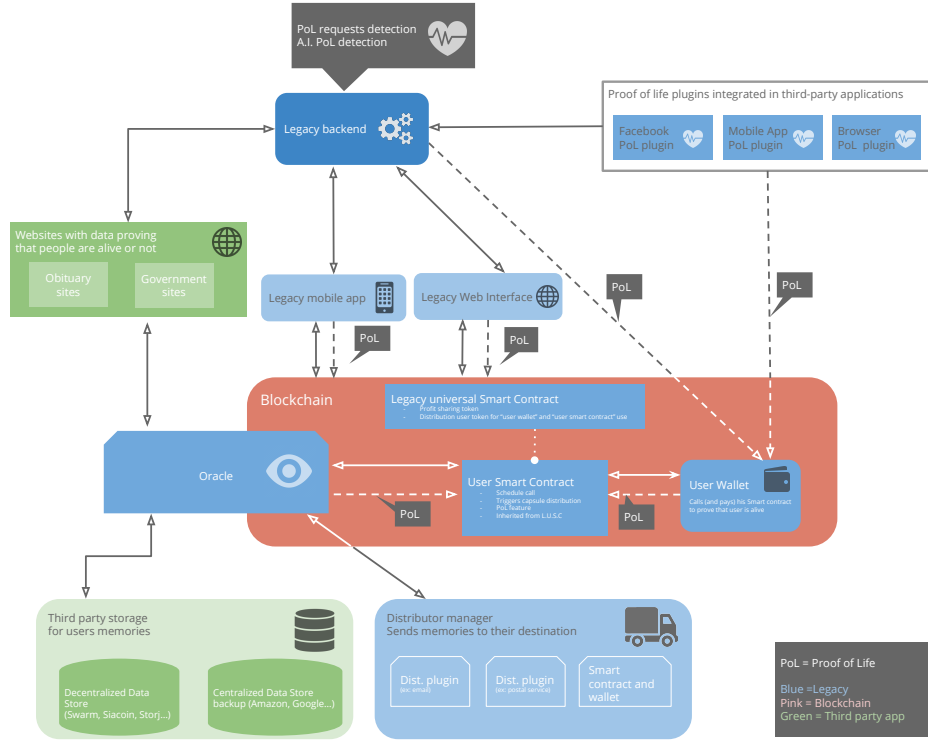 PoL requests detection
A.I. PoL detection
Legacy backend
Proof of life plugins integrated in third-party applications
Facebook
PoL plugin
Mobile App
PoL plugin
Browser
PoL plugin
Websites with data proving
that people are alive or not
Obituary
sites
Government
sites
Legacy mobile app
Legacy Web Interface
PoL
PoL
PoL
PoL
Blockchain
Legacy universal Smart Contract
- Profit sharing token
- Distribution user token for "user wallet" and "user smart contract" use
Oracle
User Smart Contract
- Schedule call
- Triggers capsule distribution
- PoL feature
- Inherited from L.U.S.C
User Wallet
Calls (and pays) his Smart contract
to prove that user is alive
PoL
PoL
Third party storage
for users memories
Decentralized Data
Store
(Swarm, Siacoin, Storj...)
Centralized Data Store
backup (Amazon, Google...)
Distributor manager
Sends memories to their destination
Dist. plugin
(ex: email)
Dist. plugin
(ex: postal service)
Smart
contract and
wallet
PoL = Proof of Life
Blue =Legacy
Pink = Blockchain
Green = Third party app